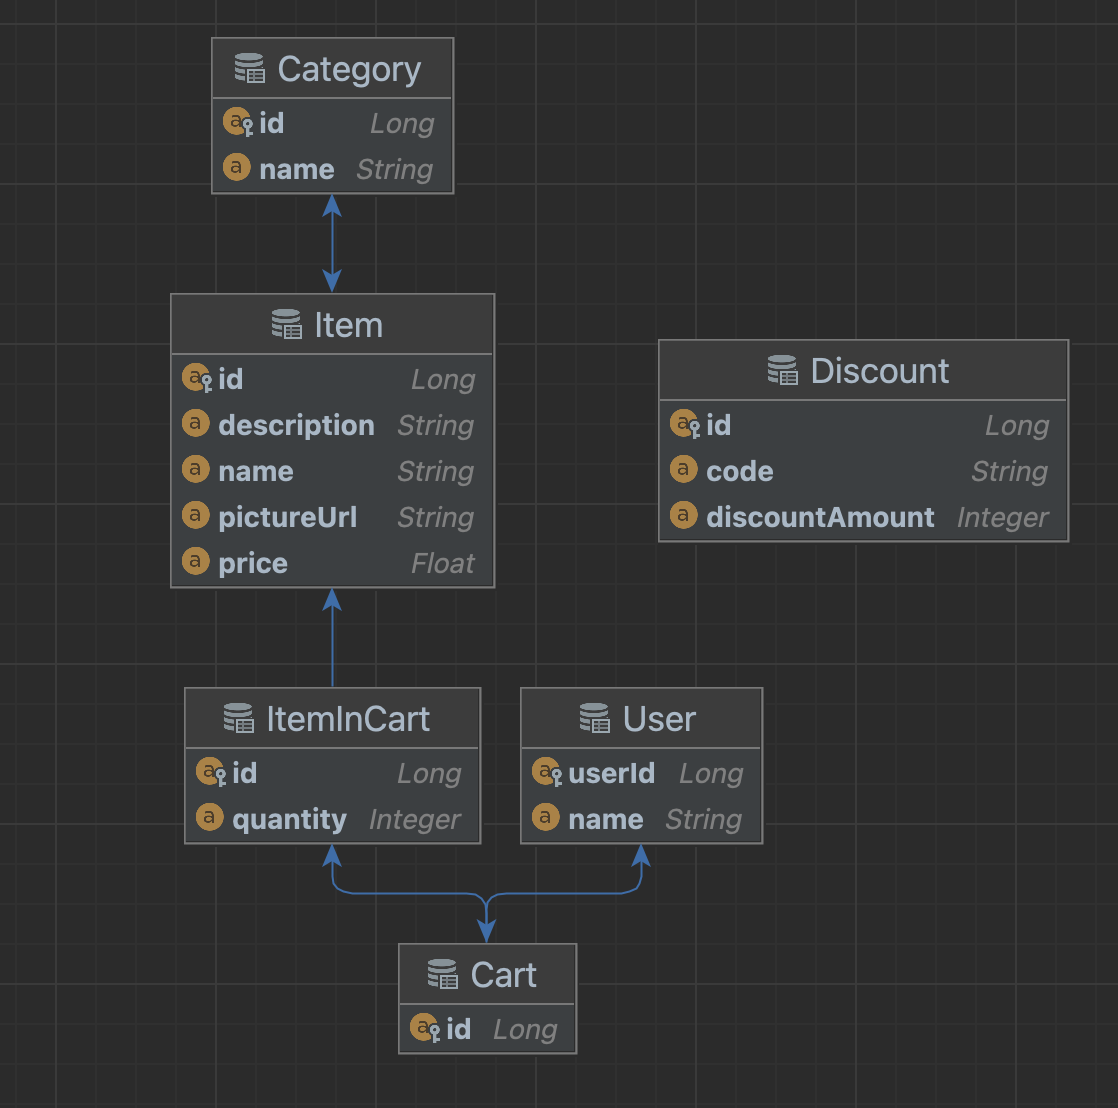 Category
id Long
name String
Item
id Long
description String
name String
pictureUrl String
price Float
Discount
id Long
code String
discountAmount Integer
ItemInCart
id Long
quantity Integer
User
userId Long
name String
Cart
id Long